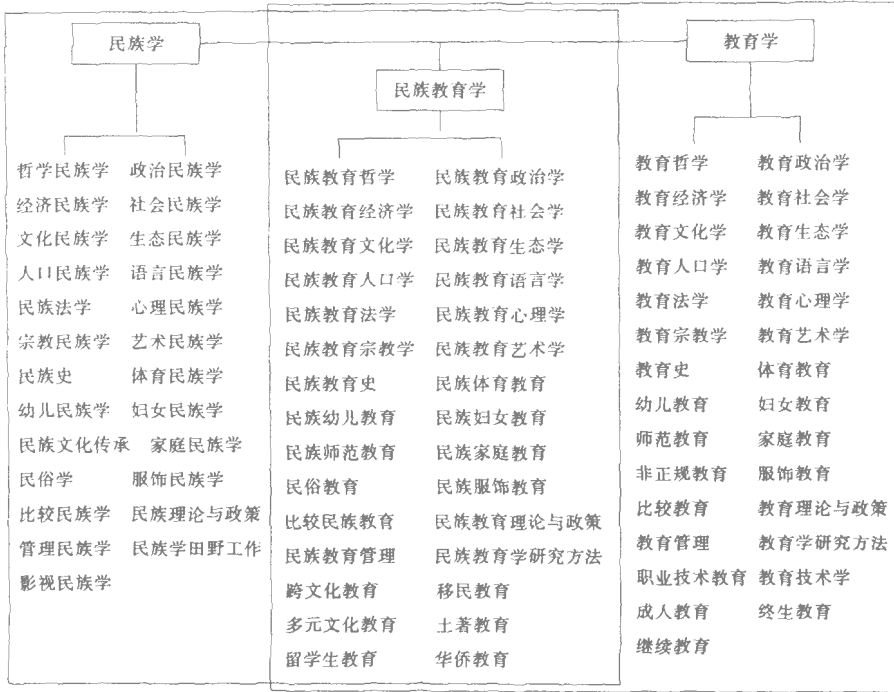 民族学
教育学
民族教育学
哲学民族学 政治民族学
经济民族学 社会民族学
文化民族学 生态民族学
人口民族学 语言民族学
民族法学 心理民族学
宗教民族学 艺术民族学
民族史 体育民族学
幼儿民族学 妇女民族学
民族文化传承 家庭民族学
民俗学 服饰民族学
比较民族学 民族理论与政策
管理民族学 民族学田野工作
影视民族学
民族教育哲学 民族教育政治学
民族教育经济学 民族教育社会学
民族教育文化学 民族教育生态学
民族教育人口学 民族教育语言学
民族教育法学 民族教育心理学
民族教育宗教学 民族教育艺术学
民族教育史 民族体育教育
民族幼儿教育 民族妇女教育
民族师范教育 民族家庭教育
民俗教育 民族服饰教育
比较民族教育 民族教育理论与政策
民族教育管理 民族教育学研究方法
跨文化教育 移民教育
多元文化教育 土著教育
留学生教育 华侨教育
教育哲学 教育政治学
教育经济学 教育社会学
教育文化学 教育生态学
教育人口学 教育语言学
教育法学 教育心理学
教育宗教学 教育艺术学
教育史 体育教育
幼儿教育 妇女教育
师范教育 家庭教育
非正规教育 服饰教育
比较教育 教育理论与政策
教育管理 教育学研究方法
职业技术教育 教育技术学
成人教育 终生教育
继续教育